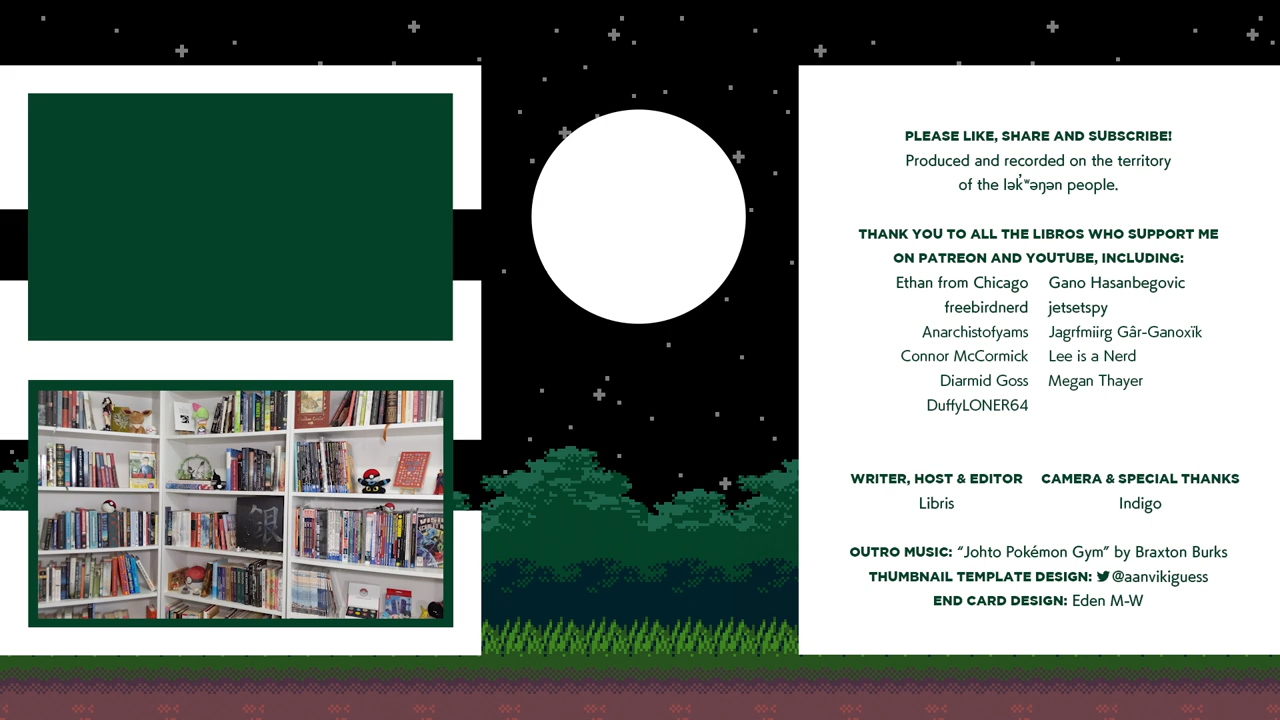 PLEASE LIKE, SHARE AND SUBSCRIBE!
Produced and recorded on the territory
of the lək̓ʷəŋən people.
THANK YOU TO ALL THE LIBROS WHO SUPPORT ME
ON PATREON AND YOUTUBE, INCLUDING:
Ethan from Chicago
freebirdnerd
Anarchistofyams
Connor McCormick
Diarmid Goss
DuffyLONER64
Gano Hasanbegovic
jetsetspy
Jagrfmiirg Gâr-Ganoxïk
Lee is a Nerd
Megan Thayer
WRITER, HOST & EDITOR
Libris
CAMERA & SPECIAL THANKS
Indigo
OUTRO MUSIC: “Johto Pokémon Gym” by Braxton Burks
THUMBNAIL TEMPLATE DESIGN: @aanvikiguess
END CARD DESIGN: Eden M-W
銀